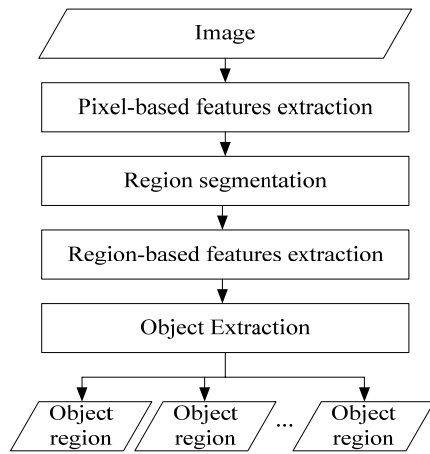 Image
Pixel-based features extraction
Region segmentation
Region-based features extraction
Object Extraction
Object region
Object region
...
Object region